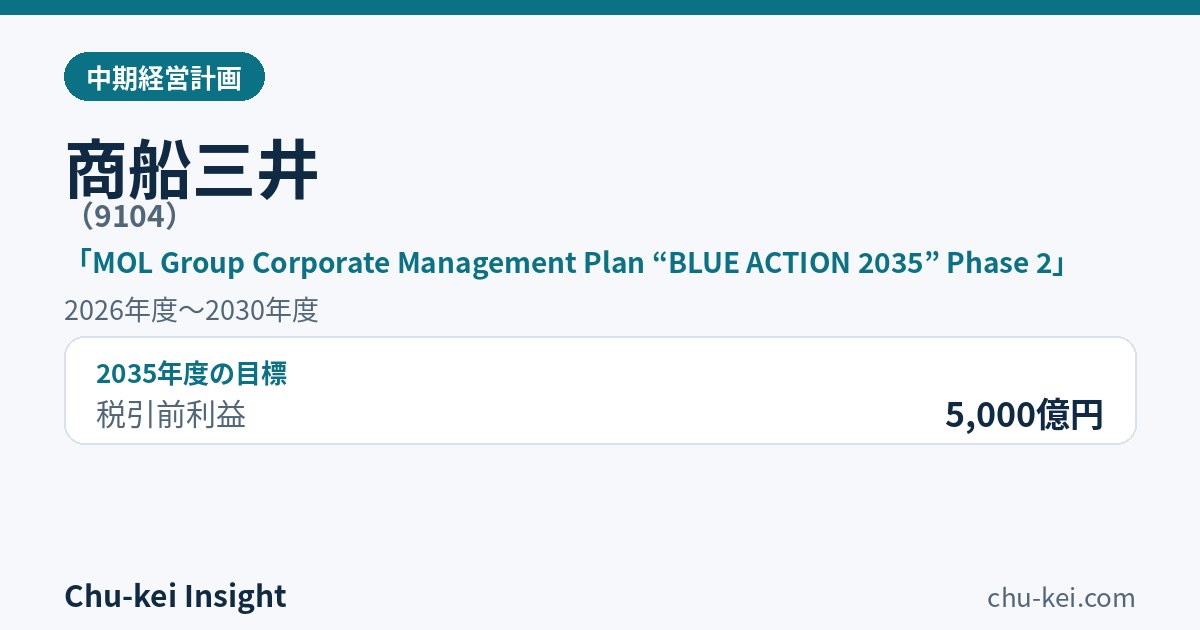 中期経営計画
商船三井
（9104）
「MOL Group Corporate Management Plan “BLUE ACTION 2035” Phase 2」
2026年度～2030年度
2035年度の目標
税引前利益 5,000億円
Chu-kei Insight chu-kei.com